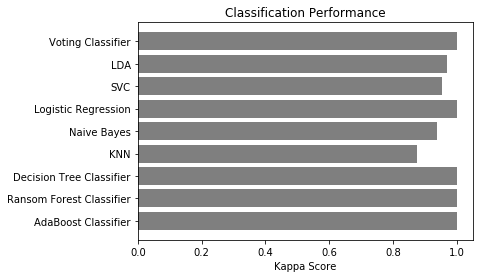 Classification Performance
Voting Classifier
LDA
SVC
Logistic Regression
Naive Bayes
KNN
Decision Tree Classifier
Ransom Forest Classifier
AdaBoost Classifier
0.0 0.2 0.4 0.6 0.8 1.0
Kappa Score